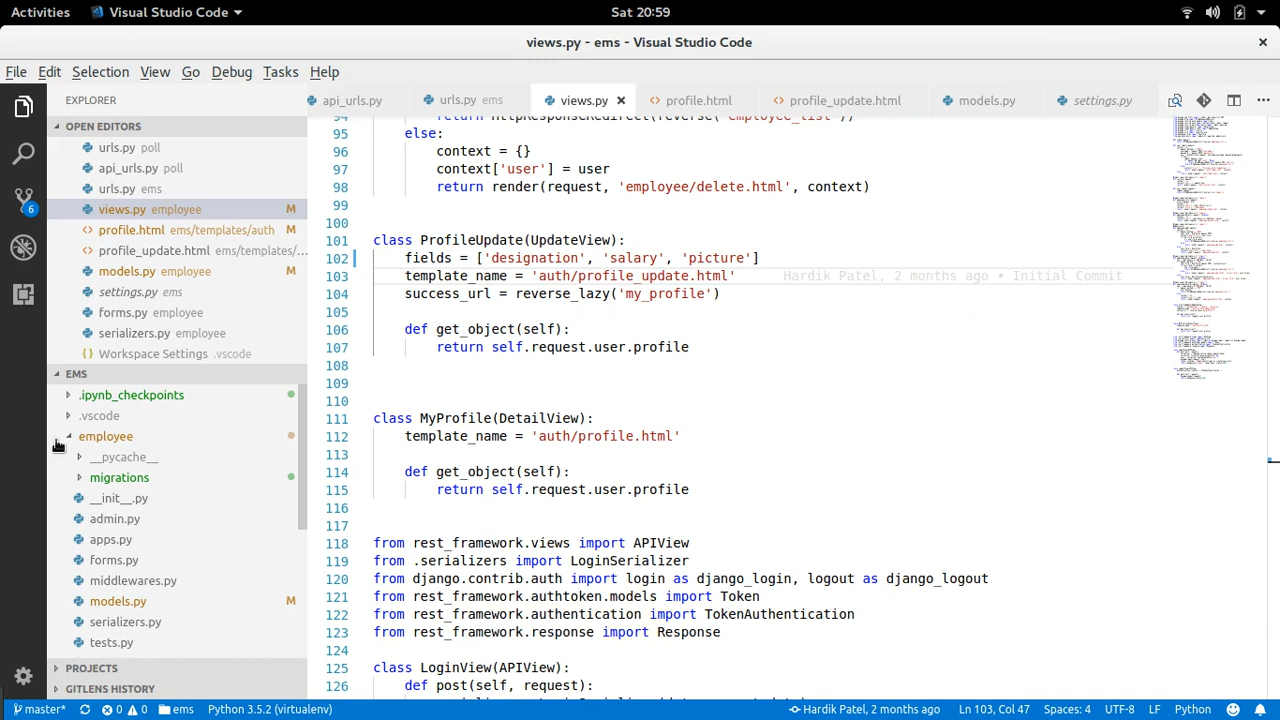 Activities Visual Studio Code Sat 20:59
views.py - ems - Visual Studio Code
File Edit Selection View Go Debug Tasks Help
EXPLORER
OPEN EDITORS
urls.py poll
api_urls.py poll
urls.py ems
views.py employee M
profile.html ems/templates/auth M
profile_update.html ems/templates/...
models.py employee M
settings.py ems
forms.py employee
serializers.py employee
Workspace Settings .vscode
EMS
.ipynb_checkpoints
.vscode
employee
__pycache__
migrations
__init__.py
admin.py
apps.py
forms.py
middlewares.py
models.py M
serializers.py
tests.py
PROJECTS
GITLENS HISTORY
6
api_urls.py urls.py ems views.py profile.html profile_update.html models.py settings.py
94 return HttpResponseRedirect(reverse('employee_list'))
95 else:
96 context = {}
97 context['user'] = user
98 return render(request, 'employee/delete.html', context)
99
100
101 class ProfileUpdate(UpdateView):
102 fields = ['designation', 'salary', 'picture']
103 template_name = 'auth/profile_update.html' Hardik Patel, 2 months ago • Initial Commit
104 success_url = reverse_lazy('my_profile')
105
106 def get_object(self):
107 return self.request.user.profile
108
109
110
111 class MyProfile(DetailView):
112 template_name = 'auth/profile.html'
113
114 def get_object(self):
115 return self.request.user.profile
116
117
118 from rest_framework.views import APIView
119 from .serializers import LoginSerializer
120 from django.contrib.auth import login as django_login, logout as django_logout
121 from rest_framework.authtoken.models import Token
122 from rest_framework.authentication import TokenAuthentication
123 from rest_framework.response import Response
124
125 class LoginView(APIView):
126 def post(self, request):
master* 0 0 ems Python 3.5.2 (virtualenv) Hardik Patel, 2 months ago Ln 103, Col 47 Spaces: 4 UTF-8 LF Python